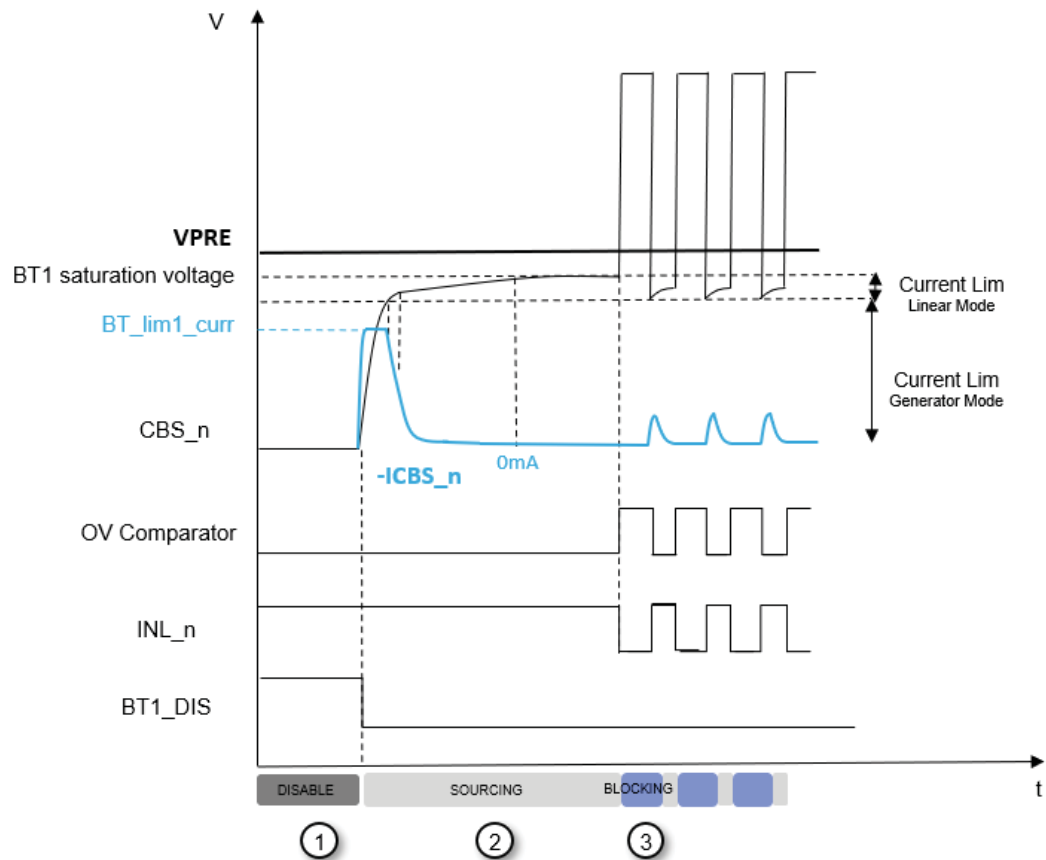 V
VPRE
BT1 saturation voltage
Current Lim
Linear Mode
BT_lim1_curr
Current Lim
Generator Mode
CBS_n
0mA
-ICBS_n
OV Comparator
INL_n
BT1_DIS
DISABLE
SOURCING
BLOCKING
t
1
2
3